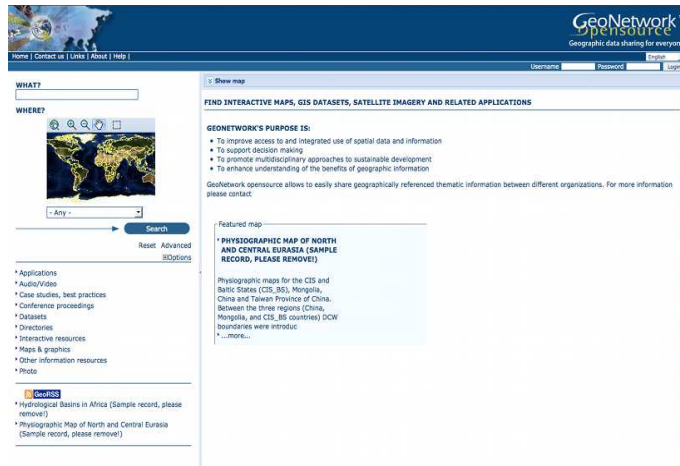 GeoNetwork
Opensource
Geographic data sharing for everyon
Home | Contact us | Links | About | Help |
English
Username
Password
Login
WHAT?
WHERE?
- Any -
Search
Reset Advanced
Options
Applications
Audio/Video
Case studies, best practices
Conference proceedings
Datasets
Directories
Interactive resources
Maps & graphics
Other information resources
Photo
GeoRSS
Hydrological Basins in Africa (Sample record, please
remove!)
Physiographic Map of North and Central Eurasia
(Sample record, please remove!)
Show map
FIND INTERACTIVE MAPS, GIS DATASETS, SATELLITE IMAGERY AND RELATED APPLICATIONS
GEONETWORK'S PURPOSE IS:
To improve access to and integrated use of spatial data and information
To support decision making
To promote multidisciplinary approaches to sustainable development
To enhance understanding of the benefits of geographic information
GeoNetwork opensource allows to easily share geographically referenced thematic information between different organizations. For more information
please contact
Featured map
PHYSIOGRAPHIC MAP OF NORTH
AND CENTRAL EURASIA (SAMPLE
RECORD, PLEASE REMOVE!)
Physiographic maps for the CIS and
Baltic States (CIS_BS), Mongolia,
China and Taiwan Province of China.
Between the three regions (China,
Mongolia, and CIS_BS countries) DCW
boundaries were introduc
...more...